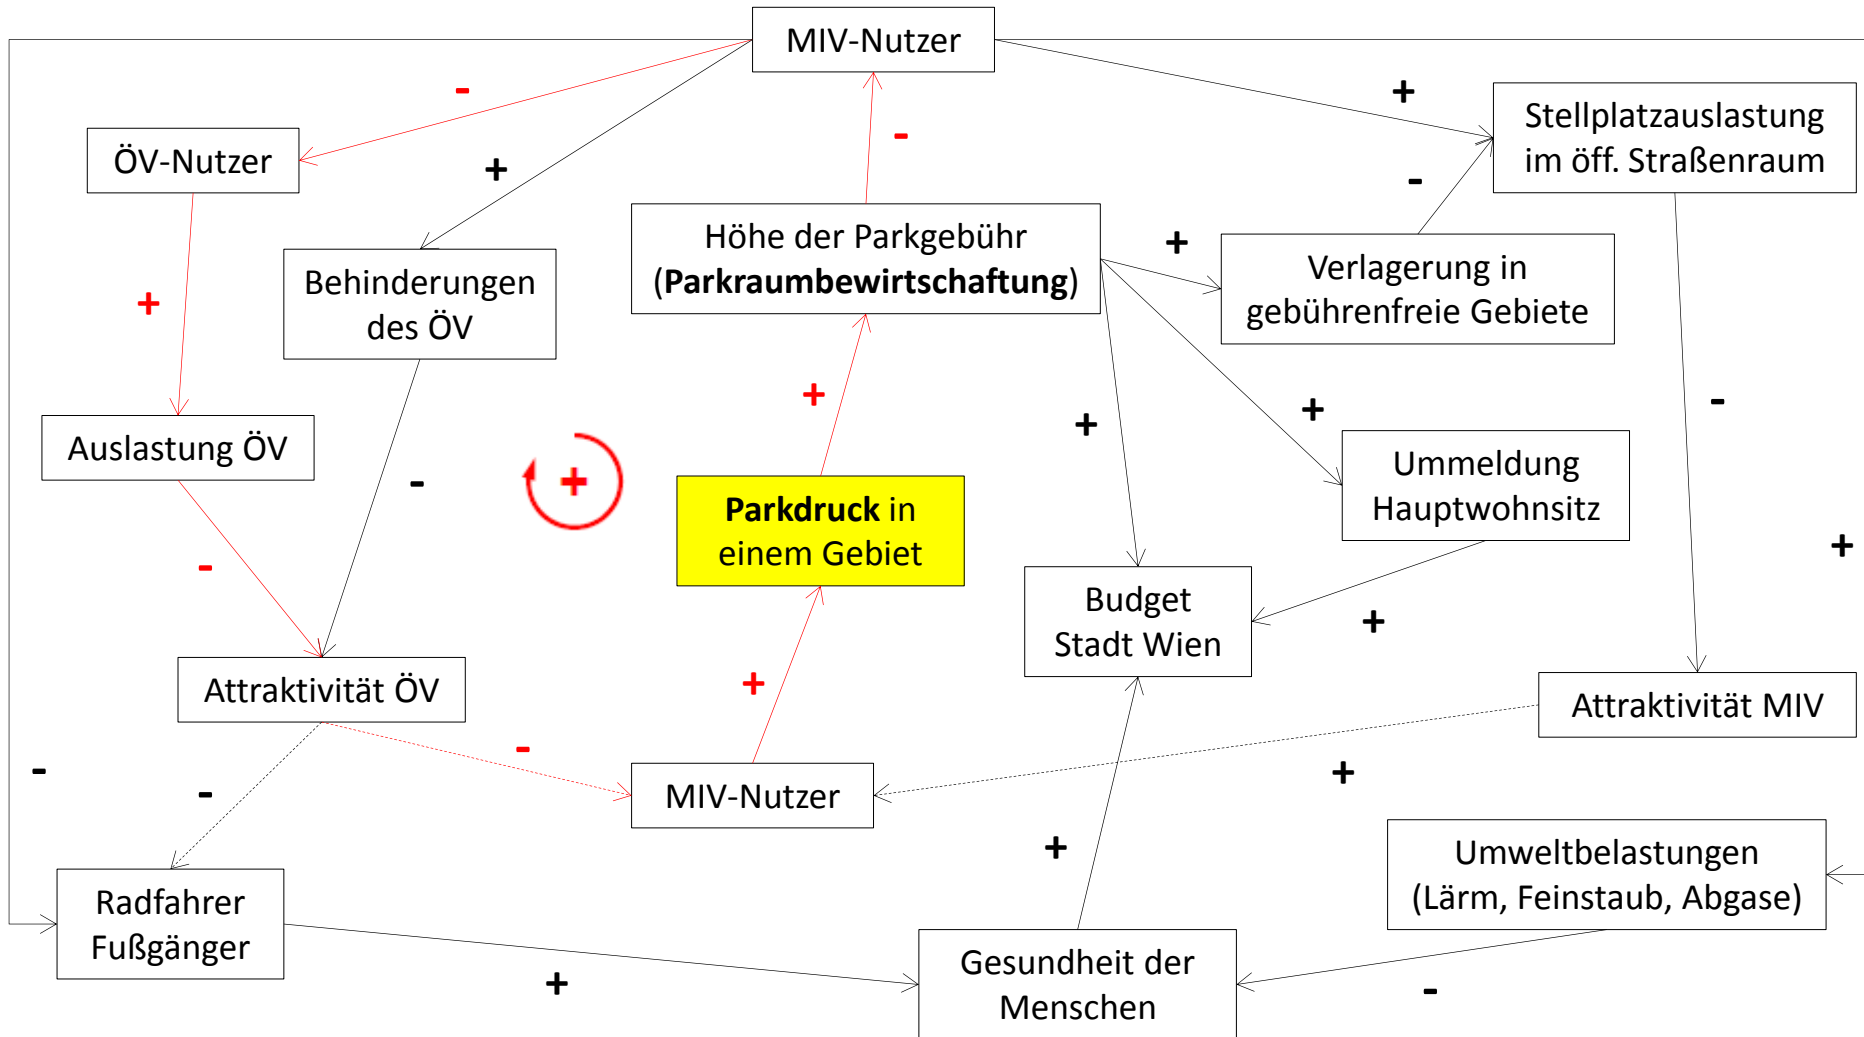 MIV-Nutzer
-
+
Stellplatzauslastung
im öff. Straßenraum
ÖV-Nutzer
-
+
-
Höhe der Parkgebühr
(Parkraumbewirtschaftung)
+
Verlagerung in
gebührenfreie Gebiete
Behinderungen
des ÖV
+
+
+
+
-
Auslastung ÖV
-
+
Parkdruck in
einem Gebiet
Ummeldung
Hauptwohnsitz
+
-
Budget
Stadt Wien
+
Attraktivität ÖV
+
Attraktivität MIV
-
-
-
MIV-Nutzer
+
+
Umweltbelastungen
(Lärm, Feinstaub, Abgase)
Radfahrer
Fußgänger
+
Gesundheit der
Menschen
-